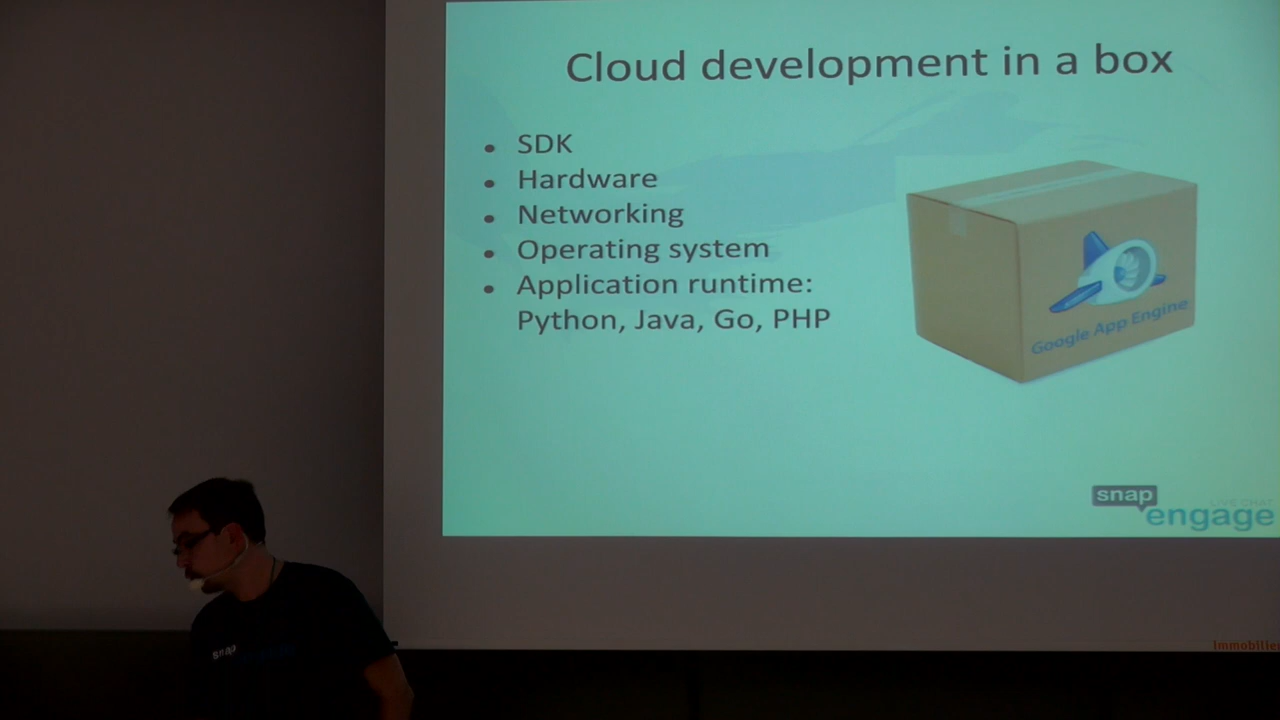 Cloud development in a box
SDK
Hardware
Networking
Operating system
Application runtime:
Python, Java, Go, PHP
Google App Engine
snap
LIVE CHAT
engage
snap